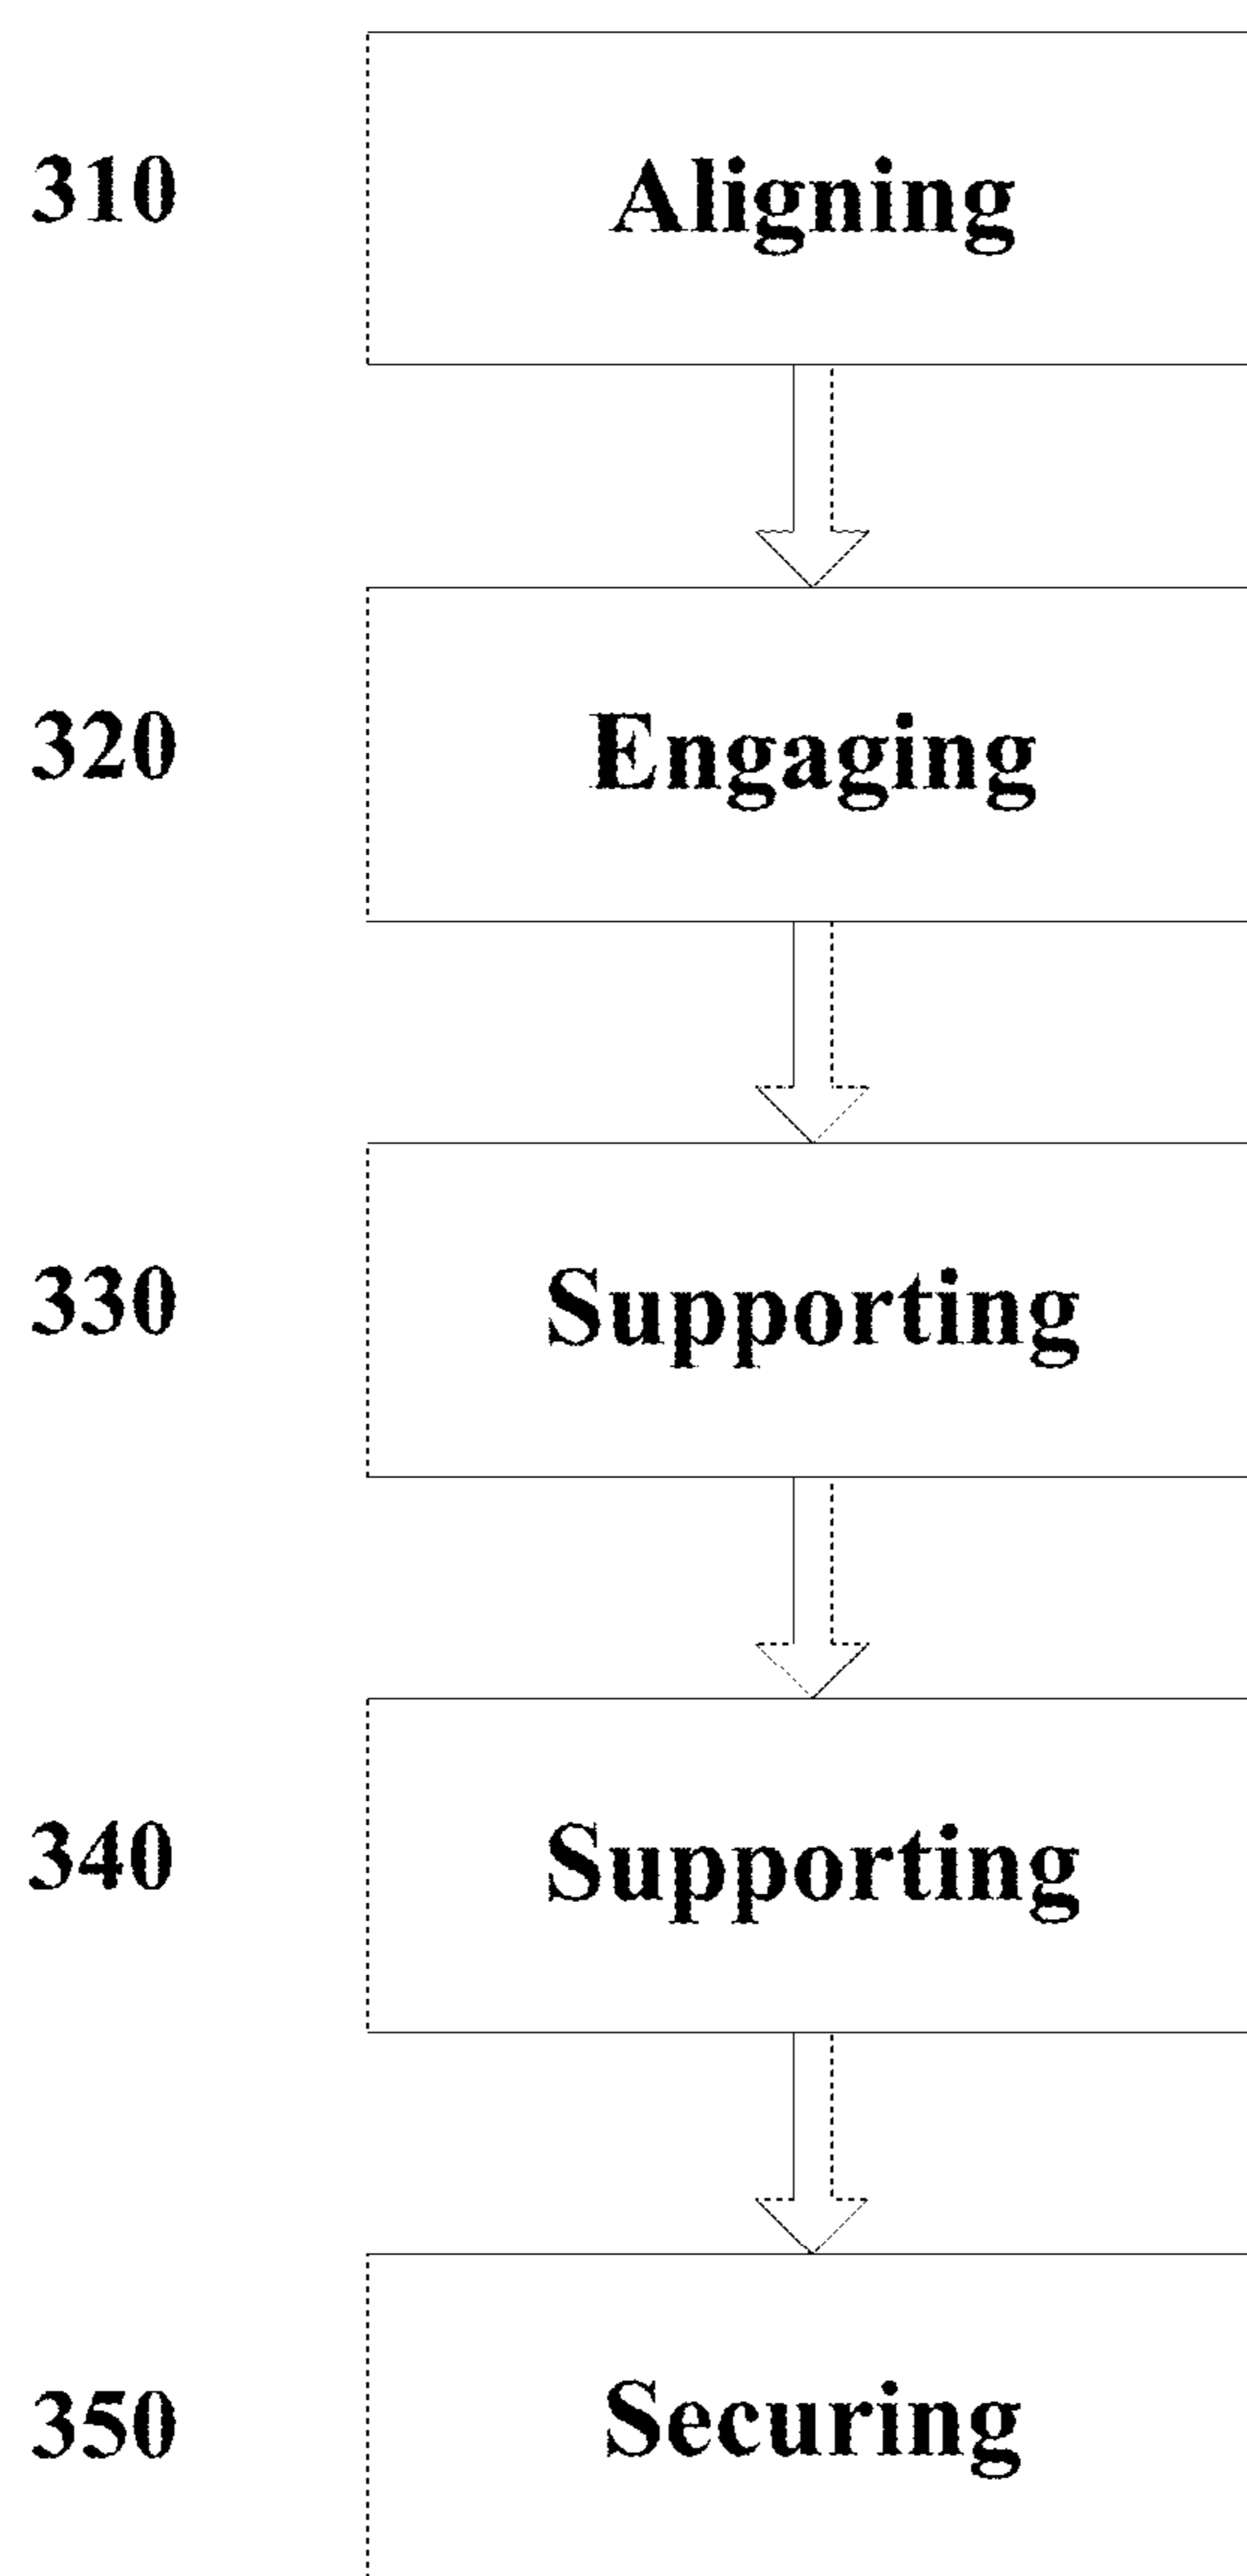 310 Aligning
320 Engaging
330 Supporting
340 Supporting
350 Securing